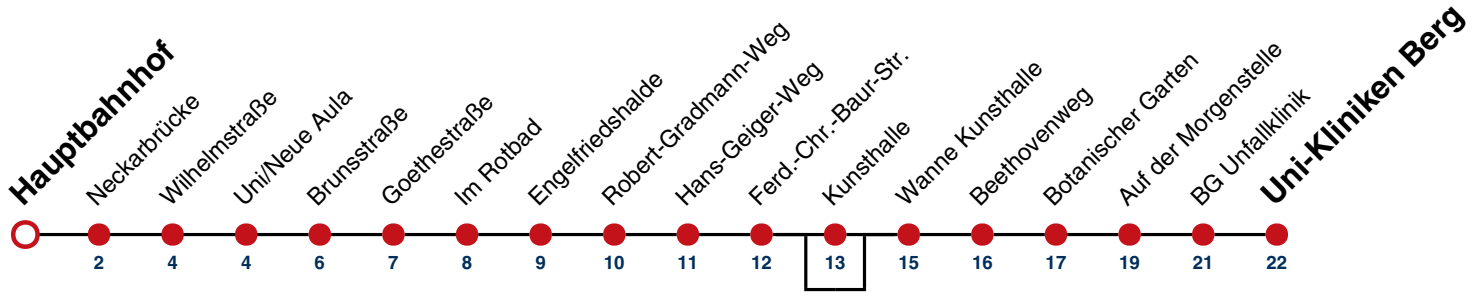 Hauptbahnhof
Neckarbrücke
Wilhelmstraße
Uni/Neue Aula
Brunsstraße
Goethestraße
Im Rotbad
Engelfriedshalde
Robert-Gradmann-Weg
Hans-Geiger-Weg
Ferd.-Chr.-Baur-Str.
Kunsthalle
Wanne Kunsthalle
Beethovenweg
Botanischer Garten
Auf der Morgenstelle
BG Unfallklinik
Uni-Kliniken Berg
2 4 4 6 7 8 9 10 11 12 13 15 16 17 19 21 22